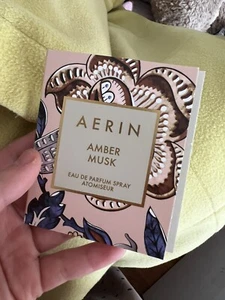 AERIN
AMBER
MUSK
EAU DE PARFUM SPRAY
ATOMISEUR